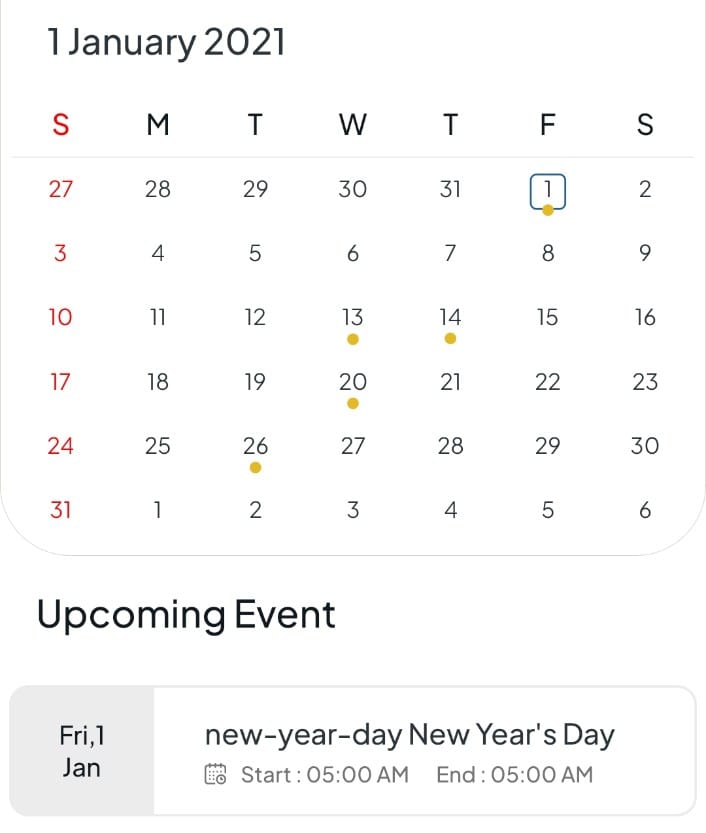 1 January 2021
S M T W T F S
27 28 29 30 31 1 2
3 4 5 6 7 8 9
10 11 12 13 14 15 16
17 18 19 20 21 22 23
24 25 26 27 28 29 30
31 1 2 3 4 5 6
Upcoming Event
Fri,1
Jan
new-year-day New Year's Day
Start : 05:00 AM End : 05:00 AM